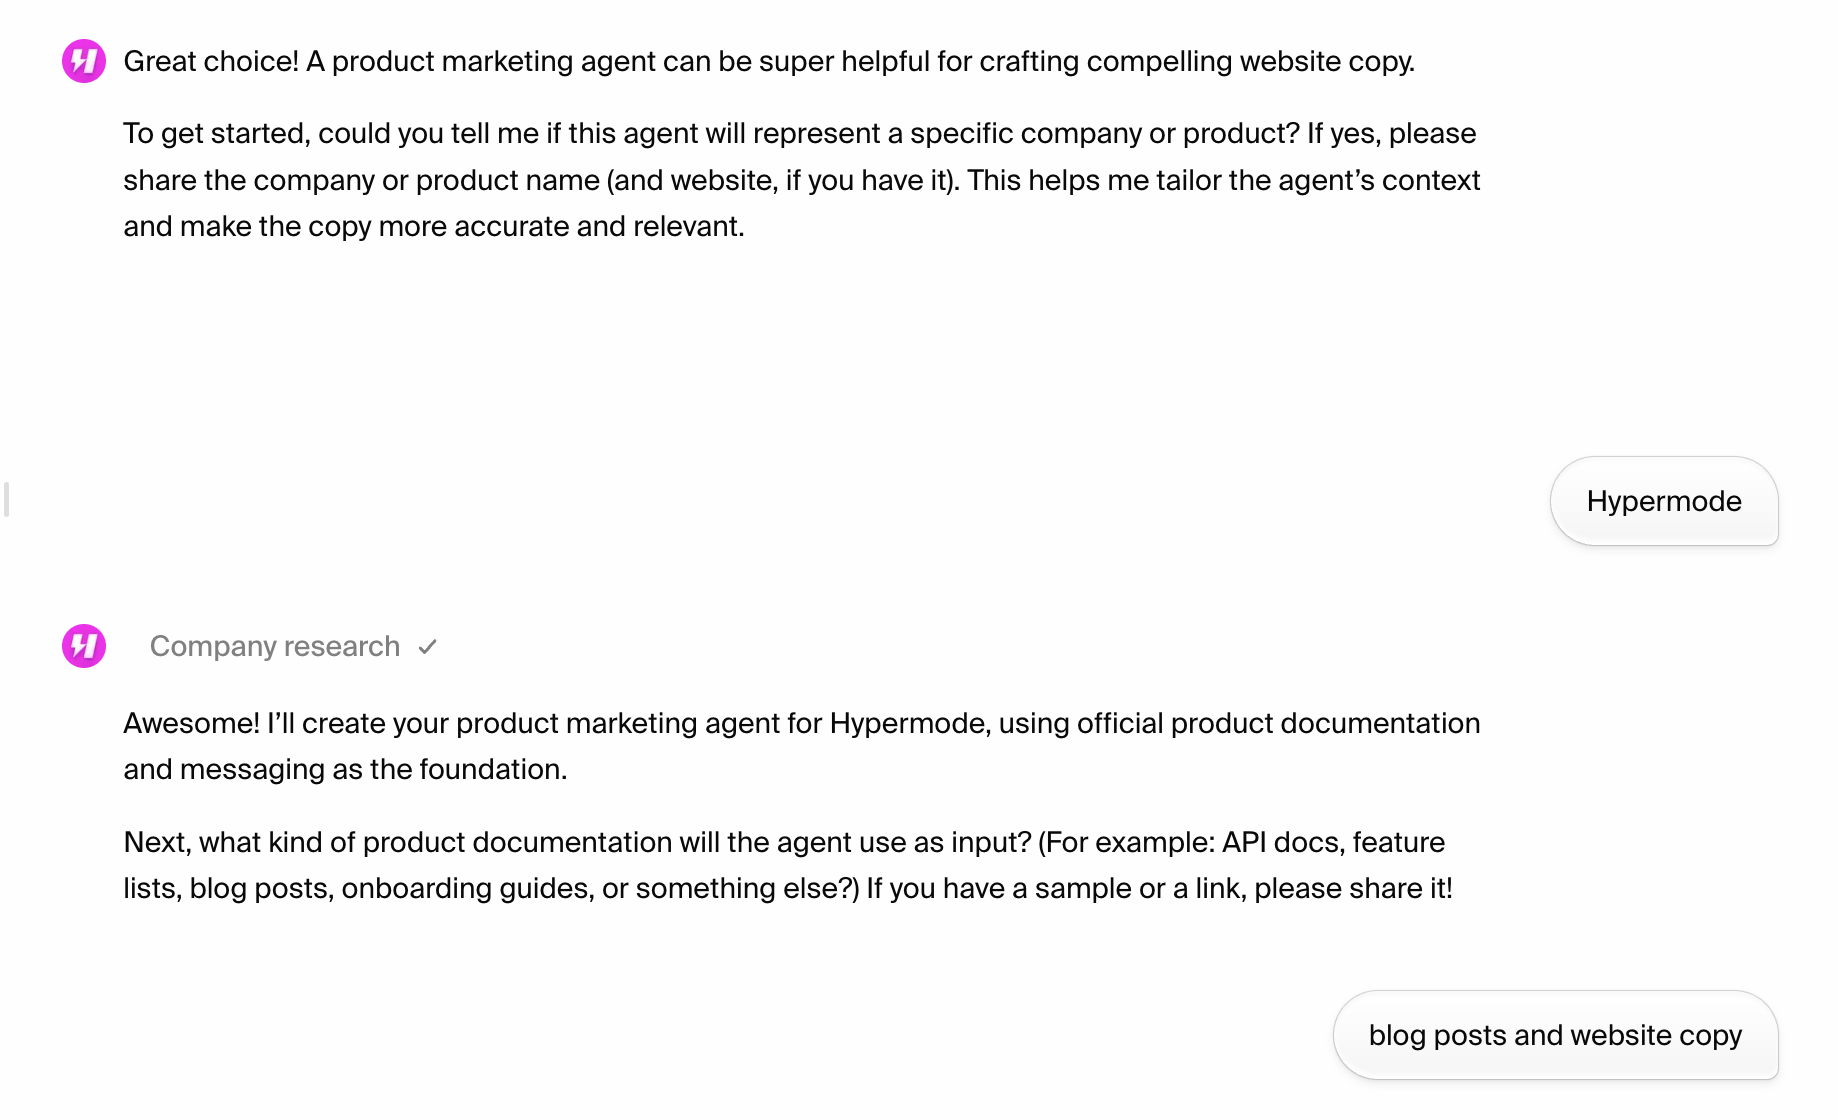 Great choice! A product marketing agent can be super helpful for crafting compelling website copy.
To get started, could you tell me if this agent will represent a specific company or product? If yes, please
share the company or product name (and website, if you have it). This helps me tailor the agent’s context
and make the copy more accurate and relevant.
Hypermode
Company research
Awesome! I’ll create your product marketing agent for Hypermode, using official product documentation
and messaging as the foundation.
Next, what kind of product documentation will the agent use as input? (For example: API docs, feature
lists, blog posts, onboarding guides, or something else?) If you have a sample or a link, please share it!
blog posts and website copy